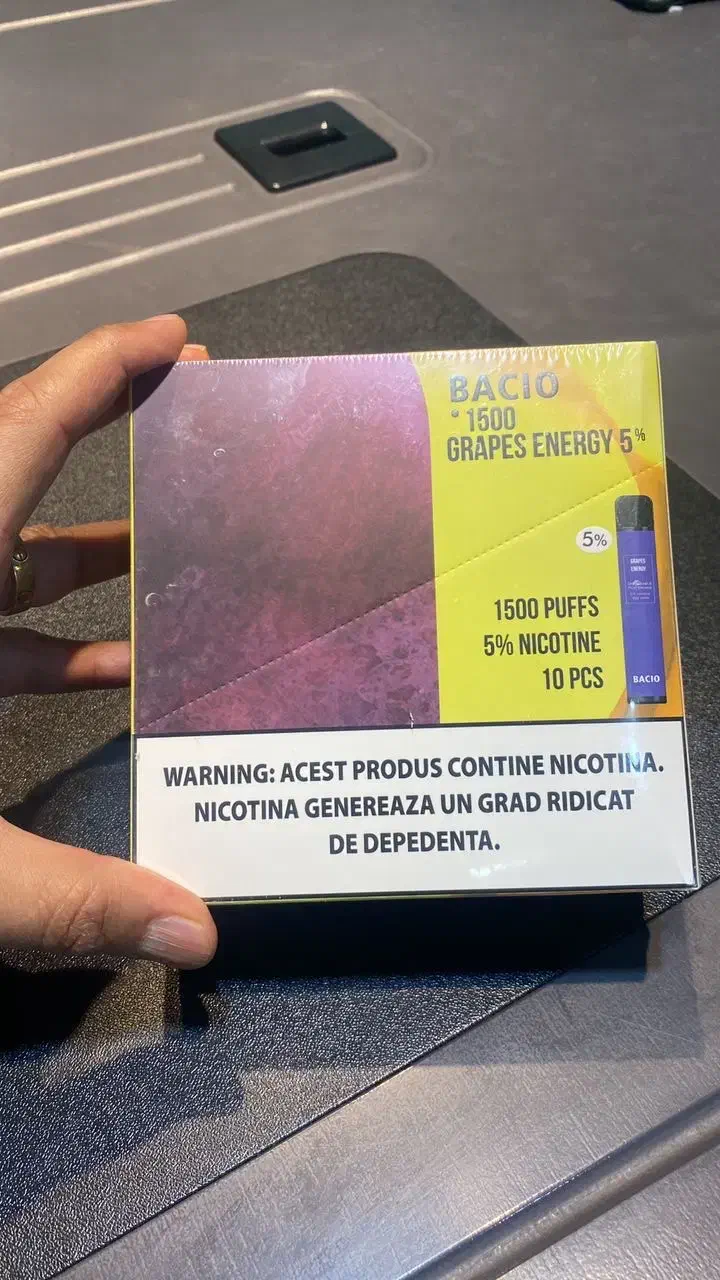 BACIO
* 1500
GRAPES ENERGY 5%
5%
GRAPES
ENERGY
1500 PUFFS
5% NICOTINE
10 PCS
BACIO
WARNING: ACEST PRODUS CONTINE NICOTINA.
NICOTINA GENEREAZA UN GRAD RIDICAT
DE DEPEDENTA.